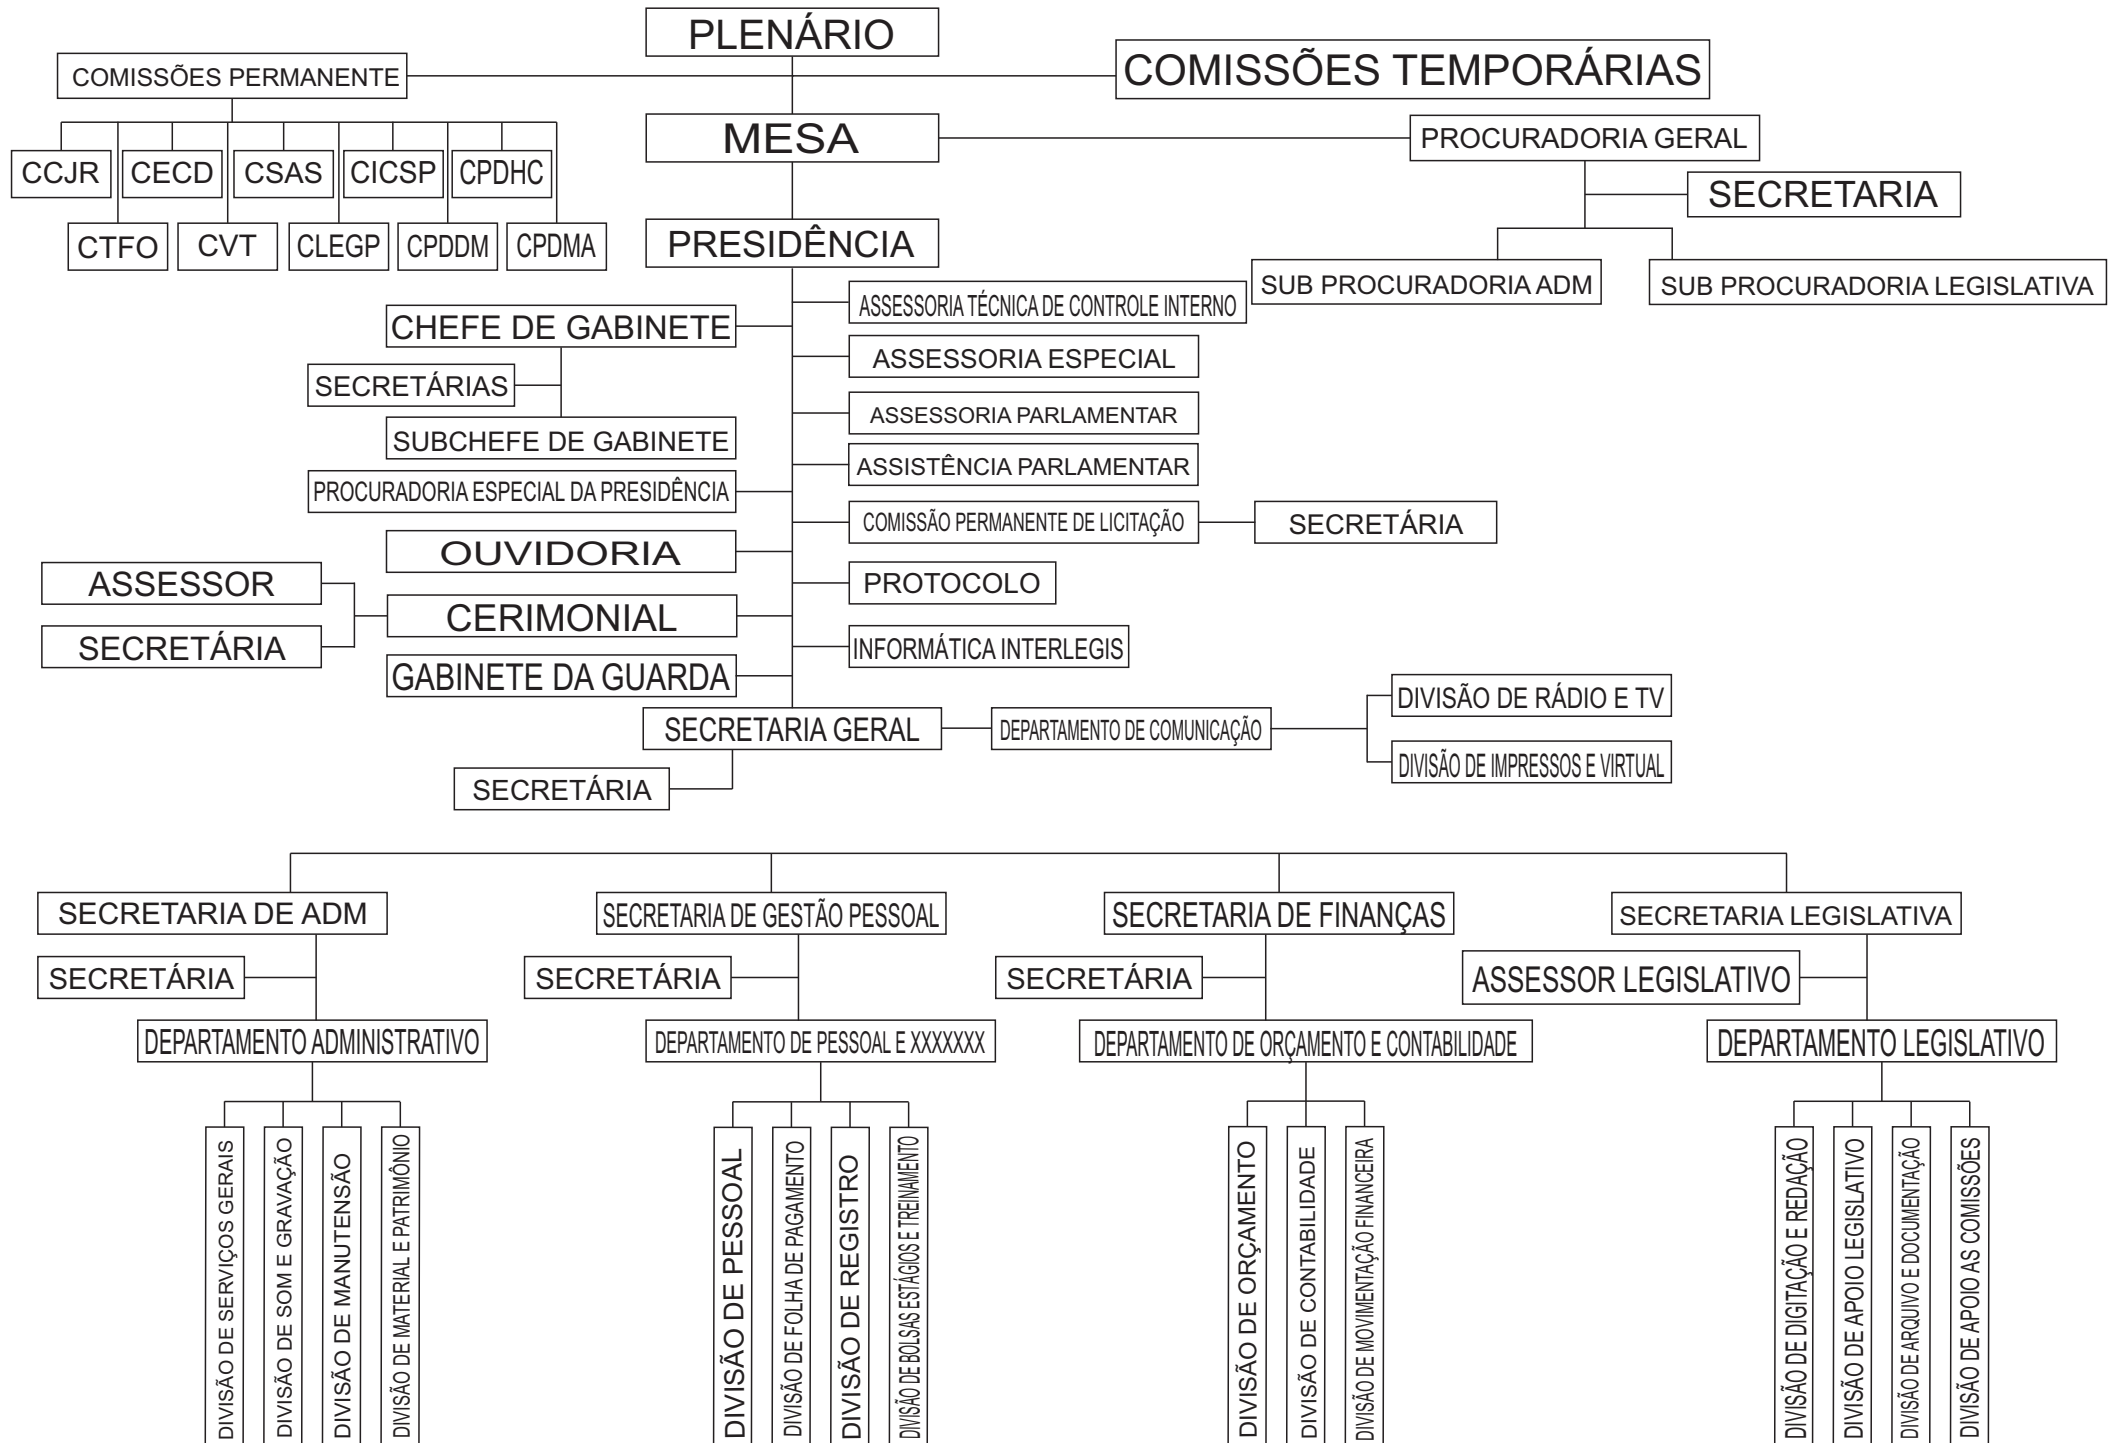 PLENÁRIO
COMISSÕES PERMANENTE
COMISSÕES TEMPORÁRIAS
MESA
PROCURADORIA GERAL
CCJR
CECD
CSAS
CICSP
CPDHC
SECRETARIA
CTFO
CVT
CLEGP
CPDDM
CPDMA
PRESIDÊNCIA
SUB PROCURADORIA ADM
SUB PROCURADORIA LEGISLATIVA
ASSESSORIA TÉCNICA DE CONTROLE INTERNO
CHEFE DE GABINETE
ASSESSORIA ESPECIAL
SECRETÁRIAS
ASSESSORIA PARLAMENTAR
SUBCHEFE DE GABINETE
ASSISTÊNCIA PARLAMENTAR
PROCURADORIA ESPECIAL DA PRESIDÊNCIA
COMISSÃO PERMANENTE DE LICITAÇÃO
SECRETÁRIA
OUVIDORIA
ASSESSOR
PROTOCOLO
CERIMONIAL
SECRETÁRIA
INFORMÁTICA INTERLEGIS
GABINETE DA GUARDA
DIVISÃO DE RÁDIO E TV
SECRETARIA GERAL
DEPARTAMENTO DE COMUNICAÇÃO
DIVISÃO DE IMPRESSOS E VIRTUAL
SECRETÁRIA
SECRETARIA DE ADM
SECRETARIA DE GESTÃO PESSOAL
SECRETARIA DE FINANÇAS
SECRETARIA LEGISLATIVA
SECRETÁRIA
SECRETÁRIA
SECRETÁRIA
ASSESSOR LEGISLATIVO
DEPARTAMENTO ADMINISTRATIVO
DEPARTAMENTO DE PESSOAL E XXXXXXX
DEPARTAMENTO DE ORÇAMENTO E CONTABILIDADE
DEPARTAMENTO LEGISLATIVO
DIVISÃO DE SERVIÇOS GERAIS
DIVISÃO DE SOM E GRAVAÇÃO
DIVISÃO DE MANUTENSÃO
DIVISÃO DE MATERIAL E PATRIMÔNIO
DIVISÃO DE PESSOAL
DIVISÃO DE FOLHA DE PAGAMENTO
DIVISÃO DE REGISTRO
DIVISÃO DE BOLSAS ESTÁGIOS E TREINAMENTO
DIVISÃO DE ORÇAMENTO
DIVISÃO DE CONTABILIDADE
DIVISÃO DE MOVIMENTAÇÃO FINANCEIRA
DIVISÃO DE DIGITAÇÃO E REDAÇÃO
DIVISÃO DE APOIO LEGISLATIVO
DIVISÃO DE ARQUIVO E DOCUMENTAÇÃO
DIVISÃO DE APOIO AS COMISSÕES